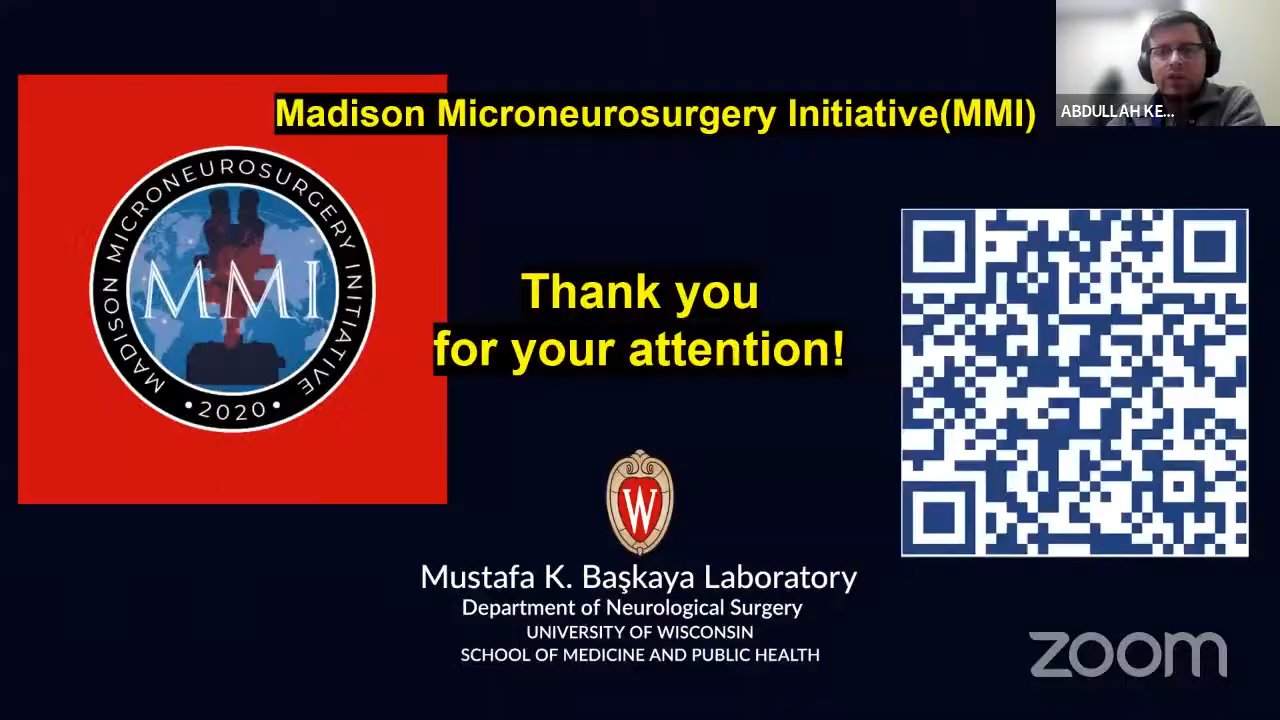 Madison Microneurosurgery Initiative(MMI)
ABDULLAH KE...
MADISON MICRONEUROSURGERY INITIATIVE
MMI
• 2020 •
Thank you
for your attention!
W
Mustafa K. Başkaya Laboratory
Department of Neurological Surgery
UNIVERSITY OF WISCONSIN
SCHOOL OF MEDICINE AND PUBLIC HEALTH
zoom